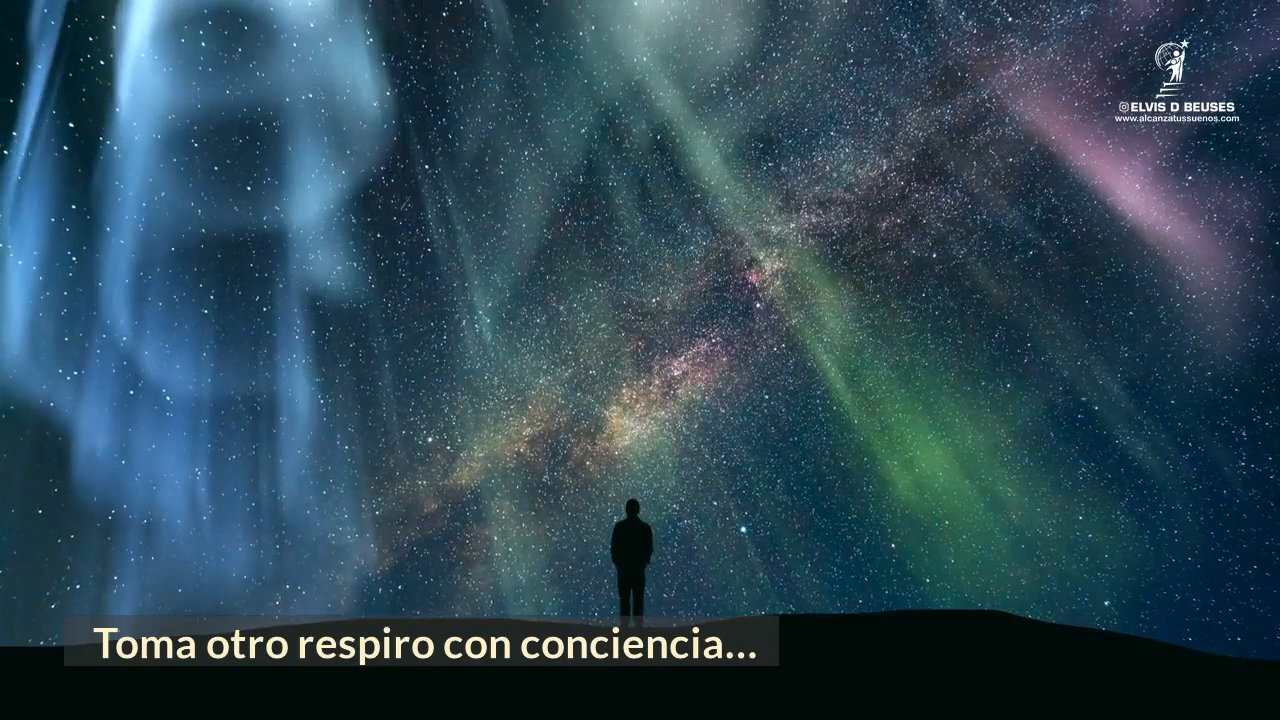 ELVIS D BEUSES
www.alcanzatussuenos.com
Toma otro respiro con conciencia...